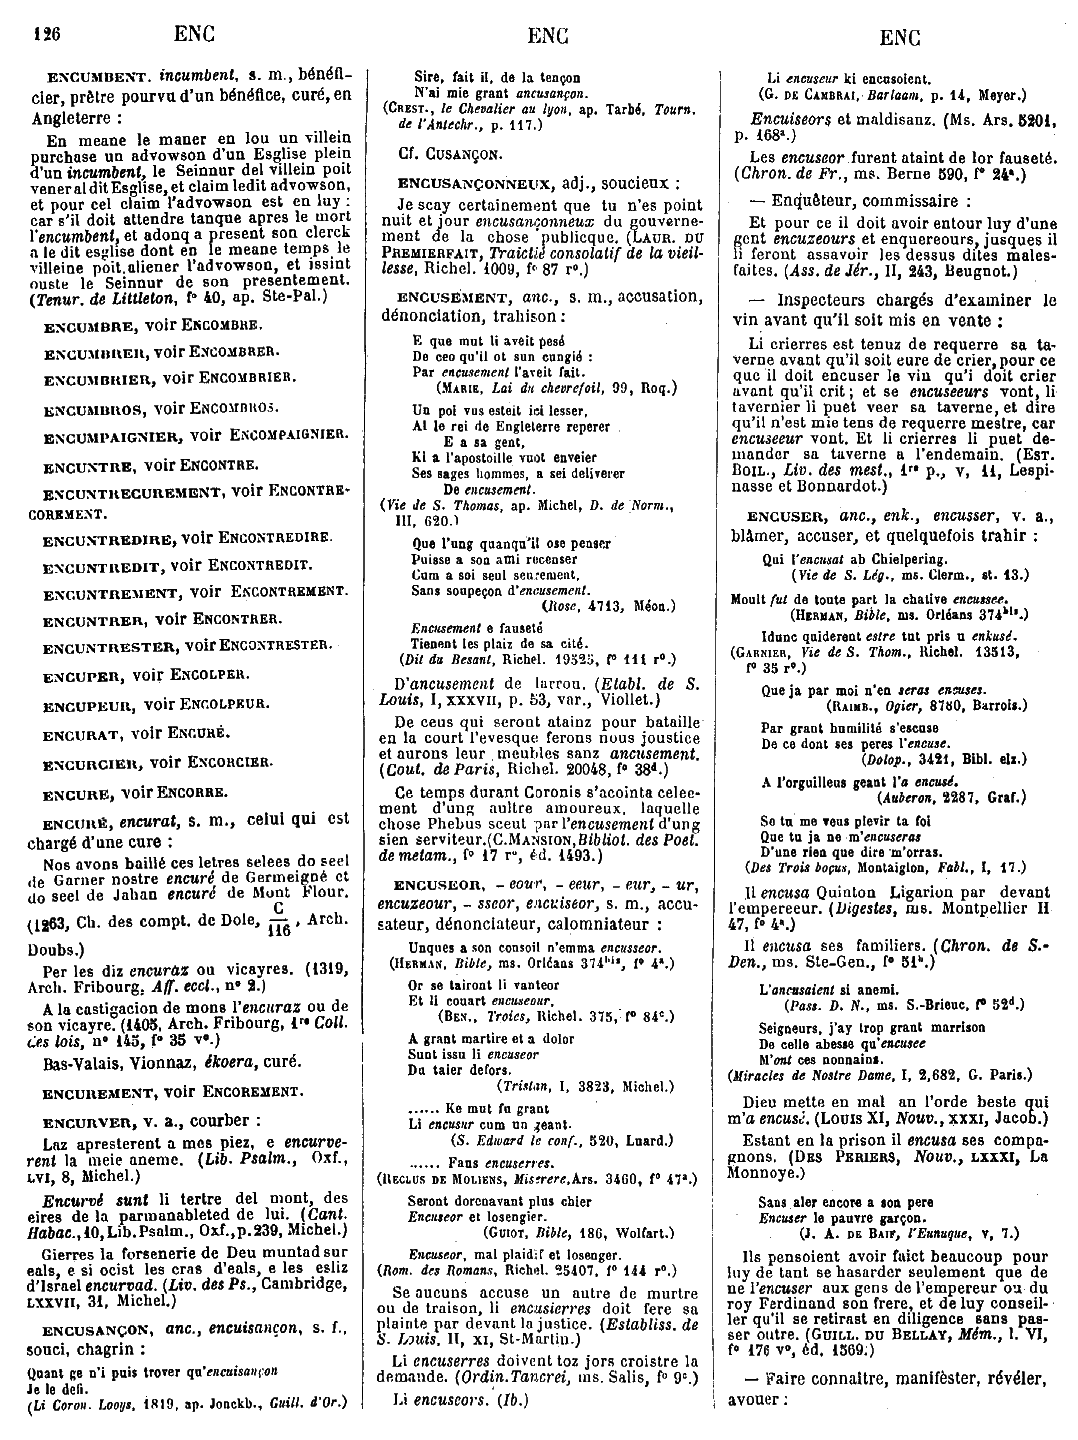 126 ENC ENC ENC
ENCUMBENT. incumbent, s. m., bénéfi-
cier, prêtre pourvu d'un bénéfice, curé, en
Angleterre :
En meane le maner en lou un villein
purchase un advowson d'un Esglise plein
d'un incumbent, le Seinnur del villein poit
vener al dit Esglise, et claim ledit advowson,
et pour cel claim l'advowson est en luy :
car s'il doit attendre tanque apres le mort
l'encumbent, et adonq a present son clerck
a le dit esglise dont en le meane temps le
villeine poit aliener l'advowson, et issint
ouste le Seinnur de son presentement.
(Tenur. de Littleton, f° 40, ap. Ste-Pal.)
ENCUMBRE, voir ENCOMBRE.
ENCUMBRER, voir ENCOMBRER.
ENCUMBRIER, voir ENCOMBRIER.
ENCUMBROS, voir ENCOMBROS.
ENCUMPAIGNIER, voir ENCOMPAIGNIER.
ENCUNTRE, voir ENCONTRE.
ENCUNTRECUREMENT, voir ENCONTRE-
COREMENT.
ENCUNTREDIRE, voir ENCONTREDIRE.
ENCUNTREDIT, voir ENCONTREDIT.
ENCUNTREMENT, voir ENCONTREMENT.
ENCUNTRER, voir ENCONTRER.
ENCUNTRESTER, voir ENCONTRESTER.
ENCUPER, voir ENCOLPER.
ENCUPEUR, voir ENCOLPEUR.
ENCURAT, voir ENCURÉ.
ENCURCIER, voir ENCORCIER.
ENCURE, voir ENCORRE.
ENCURÉ, encurat, s. m., celui qui est
chargé d'une cure :
Nos avons baillé ces letres selees do seel
de Garner nostre encuré de Germeigné et
do seel de Jahan encuré de Mont Flour.
(1263, Ch. des compt. de Dole, C/116, Arch.
Doubs.)
Per les diz encuraz ou vicayres. (1319,
Arch. Fribourg, Aff. eccl., n° 2.)
A la castigacion de mons l'encuraz ou de
son vicayre. (1405, Arch. Fribourg, 1re Coll.
des lois, n° 145, f° 35 v°.)
Bas-Valais, Vionnaz, ékoera, curé.
ENCUREMENT, voir ENCOREMENT.
ENCURVER, v. a., courber :
Laz apresterent a mes piez, e encurve-
rent la meie aneme. (Lib. Psalm., Oxf.,
LVI, 8, Michel.)
Encurvé sunt li tertre del mont, des
eires de la parmanableted de lui. (Cant.
Habac., 10, Lib. Psalm., Oxf., p. 239, Michel.)
Gierres la forsenerie de Deu muntad sur
eals, e si ocist les cras d'eals, e les esliz
d'Israel encurvad. (Liv. des Ps., Cambridge,
LXXVII, 31, Michel.)
ENCUSANÇON, anc., encuisançon, s. f.,
souci, chagrin :
Quant ge n'i puis trover qu'encuisançon
Je le defi.
(Li Coron. Looys, 1819, ap. Jonckb., Guill. d'Or.)
Sire, fait il, de la tençon
N'ai mie grant ancusançon.
(CREST., le Chevalier au lyon, ap. Tarbé, Tourn.
de l'Antechr., p. 117.)
Cf. CUSANÇON.
ENCUSANÇONNEUX, adj., soucieux :
Je scay certainement que tu n'es point
nuit et jour encusançonneux du gouverne-
ment de la chose publicque. (LAUR. DU
PREMIERFAIT, Traictié consolatif de la vieil-
lesse, Richel. 1009, f° 87 r°.)
ENCUSEMENT, anc., s. m., accusation,
dénonciation, trahison :
E que mut li aveit pesé
De ceo qu'il ot sun cungié :
Par encusement l'aveit fait.
(MARIE, Lai du chevrefoil, 99, Roq.)
Un poi vus esteit ici lesser,
Al le rei de Engleterre reperer
E a sa gent,
Ki a l'apostoille vuot enveier
Ses sages hommes, a sei deliverer
De encusement.
(Vie de S. Thomas, ap. Michel, D. de Norm.,
III, 620.)
Que l'ung quanqu'il ose penser
Puisse a son ami recenser
Cum a soi seul seurement,
Sans soupeçon d'encusement.
(Rose, 4713, Méon.)
Encusement e fauseté
Tienent les plaiz de sa cité.
(Dit du Besant, Richel. 19525, f° 111 r°.)
D'ancusement de larrou. (Etabl. de S.
Louis, I, XXXVII, p. 53, var., Viollet.)
De ceus qui seront atainz pour bataille
en la court l'evesque ferons nous joustice
et aurons leur meubles sanz ancusement.
(Cout. de Paris, Richel. 20048, f° 38d.)
Ce temps durant Coronis s'acointa celee-
ment d'ung aultre amoureux, laquelle
chose Phebus sceut par l'encusement d'ung
sien serviteur. (C. MANSION, Bibliot. des Poet.
de metam., f° 17 r°, éd. 1493.)
ENCUSEOR, - eour, - eeur, - eur, - ur,
encuzeour, - sseor, encuiseor, s. m., accu-
sateur, dénonciateur, calomniateur :
Unques a son consoil n'emma encusseor.
(HERMAN, Bible, ms. Orléans 374bis, f° 4a.)
Or se tairont li vanteor
Et li couart encuseour.
(BEN., Troies, Richel. 375, f° 84c.)
A grant martire et a dolor
Sunt issu li encuseor
Du taier defors.
(Tristan, I, 3823, Michel.)
...... Ke mut fu grant
Li encusur cum un geant.
(S. Edward le conf., 520, Luard.)
...... Faus encuserres.
(RECLUS DE MOLIENS, Miserere, Ars. 3460, f° 47a.)
Seront dorenavant plus chier
Encuseor et losengier.
(GUIOT, Bible, 186, Wolfart.)
Encuseor, mal plaidif et losenger.
(Rom. des Romans, Richel. 25407, f° 144 r°.)
Se aucuns accuse un autre de murtre
ou de traison, li encusierres doit fere sa
plainte par devant la justice. (Establiss. de
S. Louis, II, XI, St-Martin.)
Li encuserres doivent toz jors croistre la
demande. (Ordin. Tancrei, ms. Salis, f° 9c.)
Li encuseors. (Ib.)
Li encuseur ki encusoient.
(G. DE CAMBRAI, Barlaam, p. 14, Meyer.)
Encuiseors et maldisanz. (Ms. Ars. 5201,
p. 168a.)
Les encuseor furent ataint de lor fauseté.
(Chron. de Fr., ms. Berne 590, f° 24a.)
— Enquêteur, commissaire :
Et pour ce il doit avoir entour luy d'une
gent encuzeours et enquereours, jusques il
li feront assavoir les dessus dites males-
faites. (Ass. de Jér., II, 243, Beugnot.)
— Inspecteurs chargés d'examiner le
vin avant qu'il soit mis en vente :
Li crierres est tenuz de requerre sa ta-
verne avant qu'il soit eure de crier, pour ce
que il doit encuser le vin qu'i doit crier
avant qu'il crit ; et se encuseeurs vont, li
tavernier li puet veer sa taverne, et dire
qu'il n'est mie tens de requerre mestre, car
encuseeur vont. Et li crierres li puet de-
mander sa taverne a l'endemain. (EST.
BOIL., Liv. des mest., 1re p., V, 11, Lespi-
nasse et Bonnardot.)
ENCUSER, anc., enk., encusser, v. a.,
blâmer, accuser, et quelquefois trahir :
Qui l'encusat ab Chielpering.
(Vie de S. Lég., ms. Clerm., st. 13.)
Moult fut de toute part la chative encussee.
(HERMAN, Bible, ms. Orléans 374bis.)
Idunc quiderent estre tut pris u enkusé.
(GARNIER, Vie de S. Thom., Richel. 13513,
f° 35 r°.)
Que ja par moi n'en seras encuses.
(RAIMB., Ogier, 8780, Barrois.)
Par grant humilité s'escuse
De ce dont ses peres l'encuse.
(Dolop., 3421, Bibl. elz.)
A l'orguilleus geant l'a encusé.
(Auberon, 2287, Graf.)
Se tu me veus plevir ta foi
Que tu ja ne m'encuseras
D'une rien que dire m'orras.
(Des Trois boçus, Montaiglon, Fabl., I, 17.)
Il encusa Quinton Ligarion par devant
l'empereeur. (Digestes, ms. Montpellier H
47, f° 4a.)
Il encusa ses familiers. (Chron. de S.-
Den., ms. Ste-Gen., f° 51b.)
L'ancusaient si anemi.
(Pass. D. N., ms. S.-Brieuc, f° 52d.)
Seigneurs, j'ay trop grant marrison
De celle abesse qu'encusee
M'ont ces nonnains.
(Miracles de Nostre Dame, I, 2,682, G. Paris.)
Dieu mette en mal an l'orde beste qui
m'a encusé. (LOUIS XI, Nouv., XXXI, Jacob.)
Estant en la prison il encusa ses compa-
gnons. (DES PERIERS, Nouv., LXXXI, La
Monnoye.)
Sans aler encore a son pere
Encuser le pauvre garçon.
(J. A. DE BAIF, l'Eunuque, V, 7.)
Ils pensoient avoir faict beaucoup pour
luy de tant se hasarder seulement que de
ne l'encuser aux gens de l'empereur ou du
roy Ferdinand son frere, et de luy conseil-
ler qu'il se retirast en diligence sans pas-
ser outre. (GUILL. DU BELLAY, Mém., l. VI,
f° 176 v°, éd. 1569.)
— Faire connaître, manifester, révéler,
avouer :